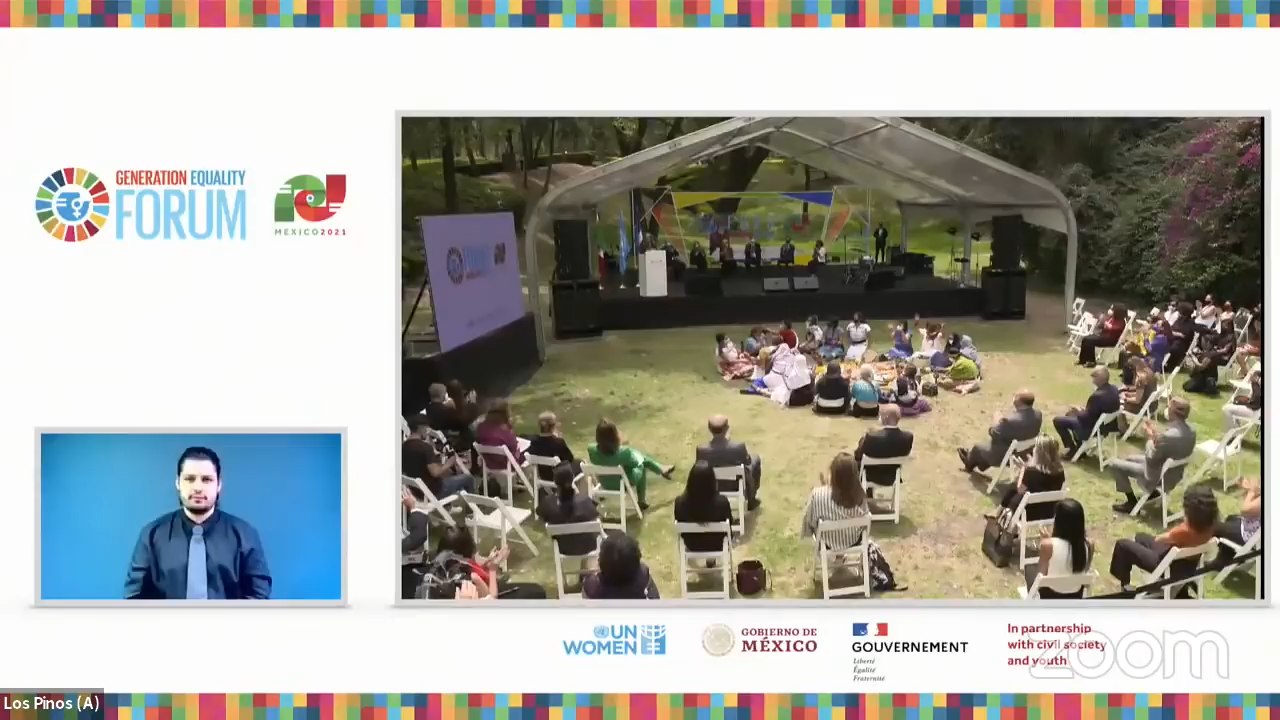 GENERATION EQUALITY
FORUM
MÉXICO2021
UN
WOMEN
GOBIERNO DE
MÉXICO
GOUVERNEMENT
Liberté
Égalité
Fraternité
In partnership
with civil society
and youth
zoom
Los Pinos (A)